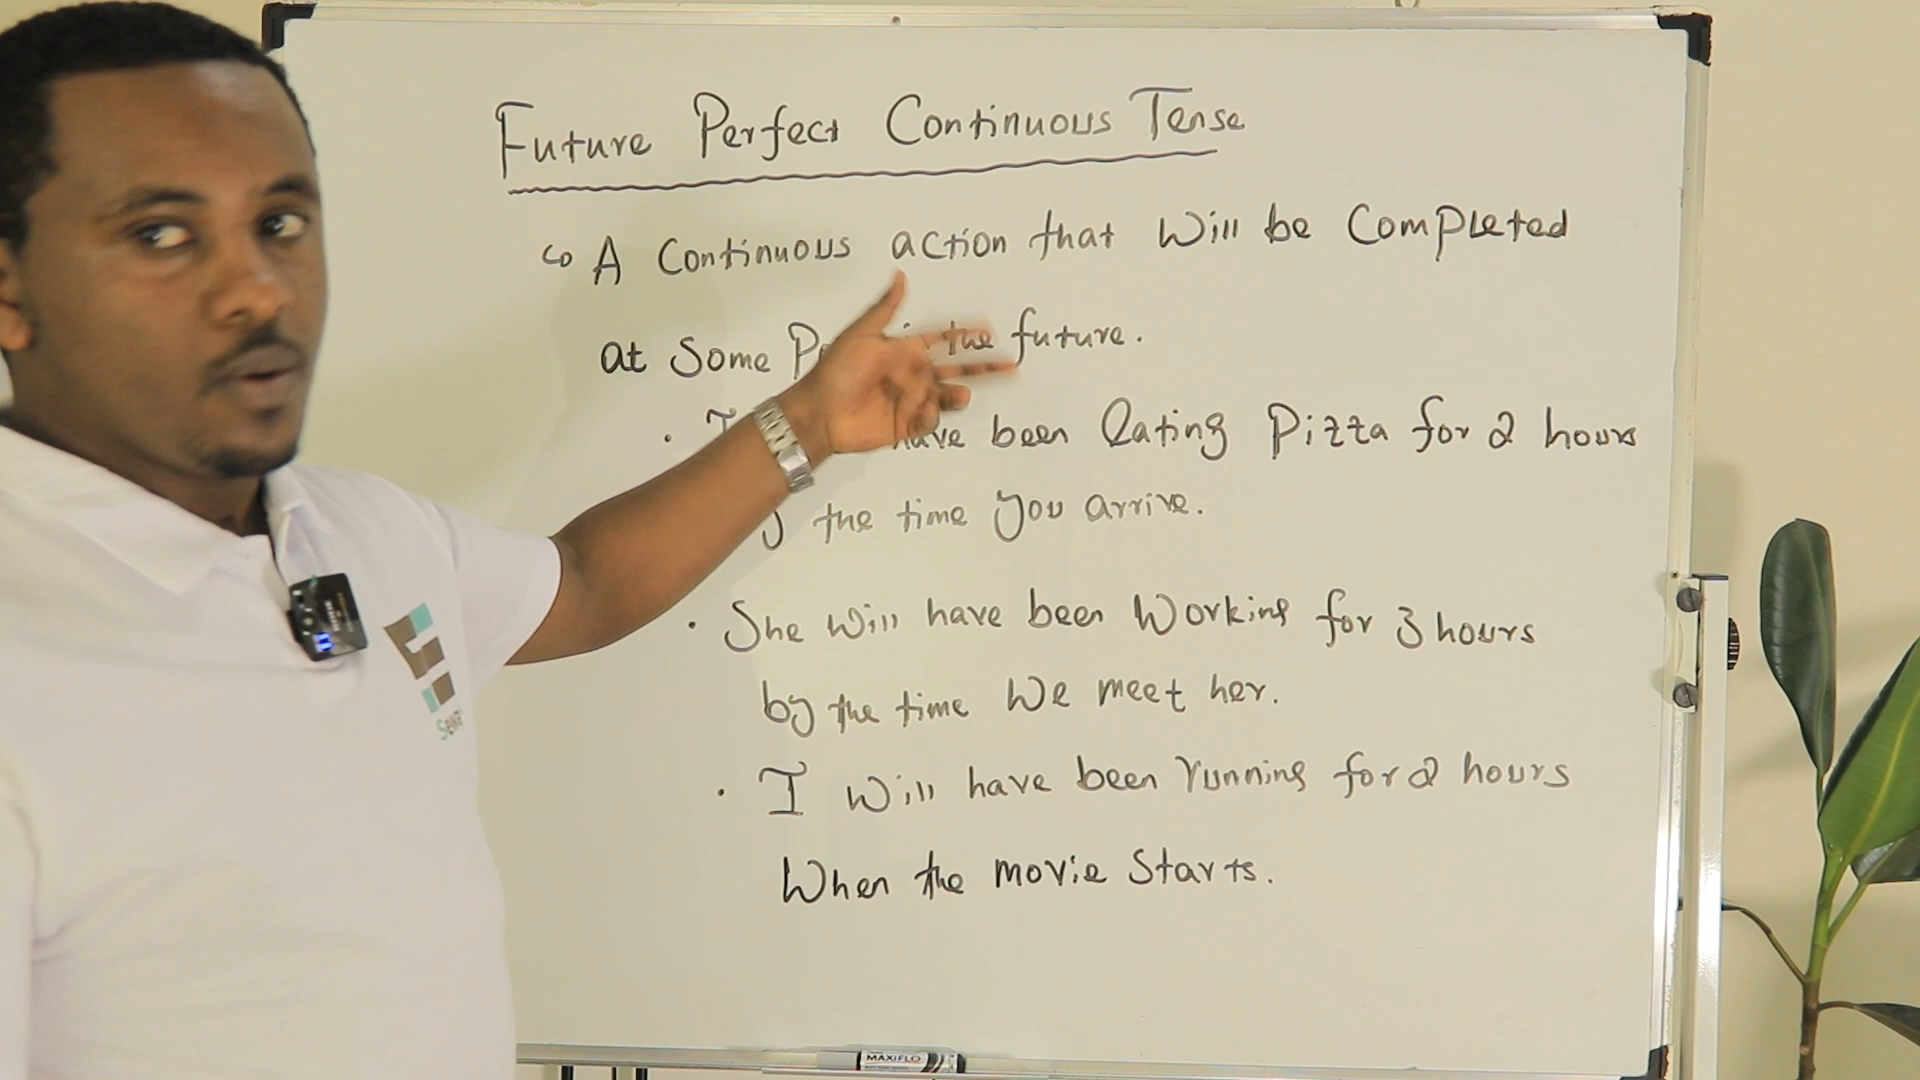 Future Perfect Continuous Tense
A Continuous action that will be Completed
at Some the future.
I have been Eating Pizza for 2 hours
the time you arrive.
She will have been Working for 3 hours
by the time We meet her.
I will have been running for 2 hours
When the movie Starts.
MAXIFLO